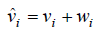 v̂ᵢ = vᵢ + wᵢ